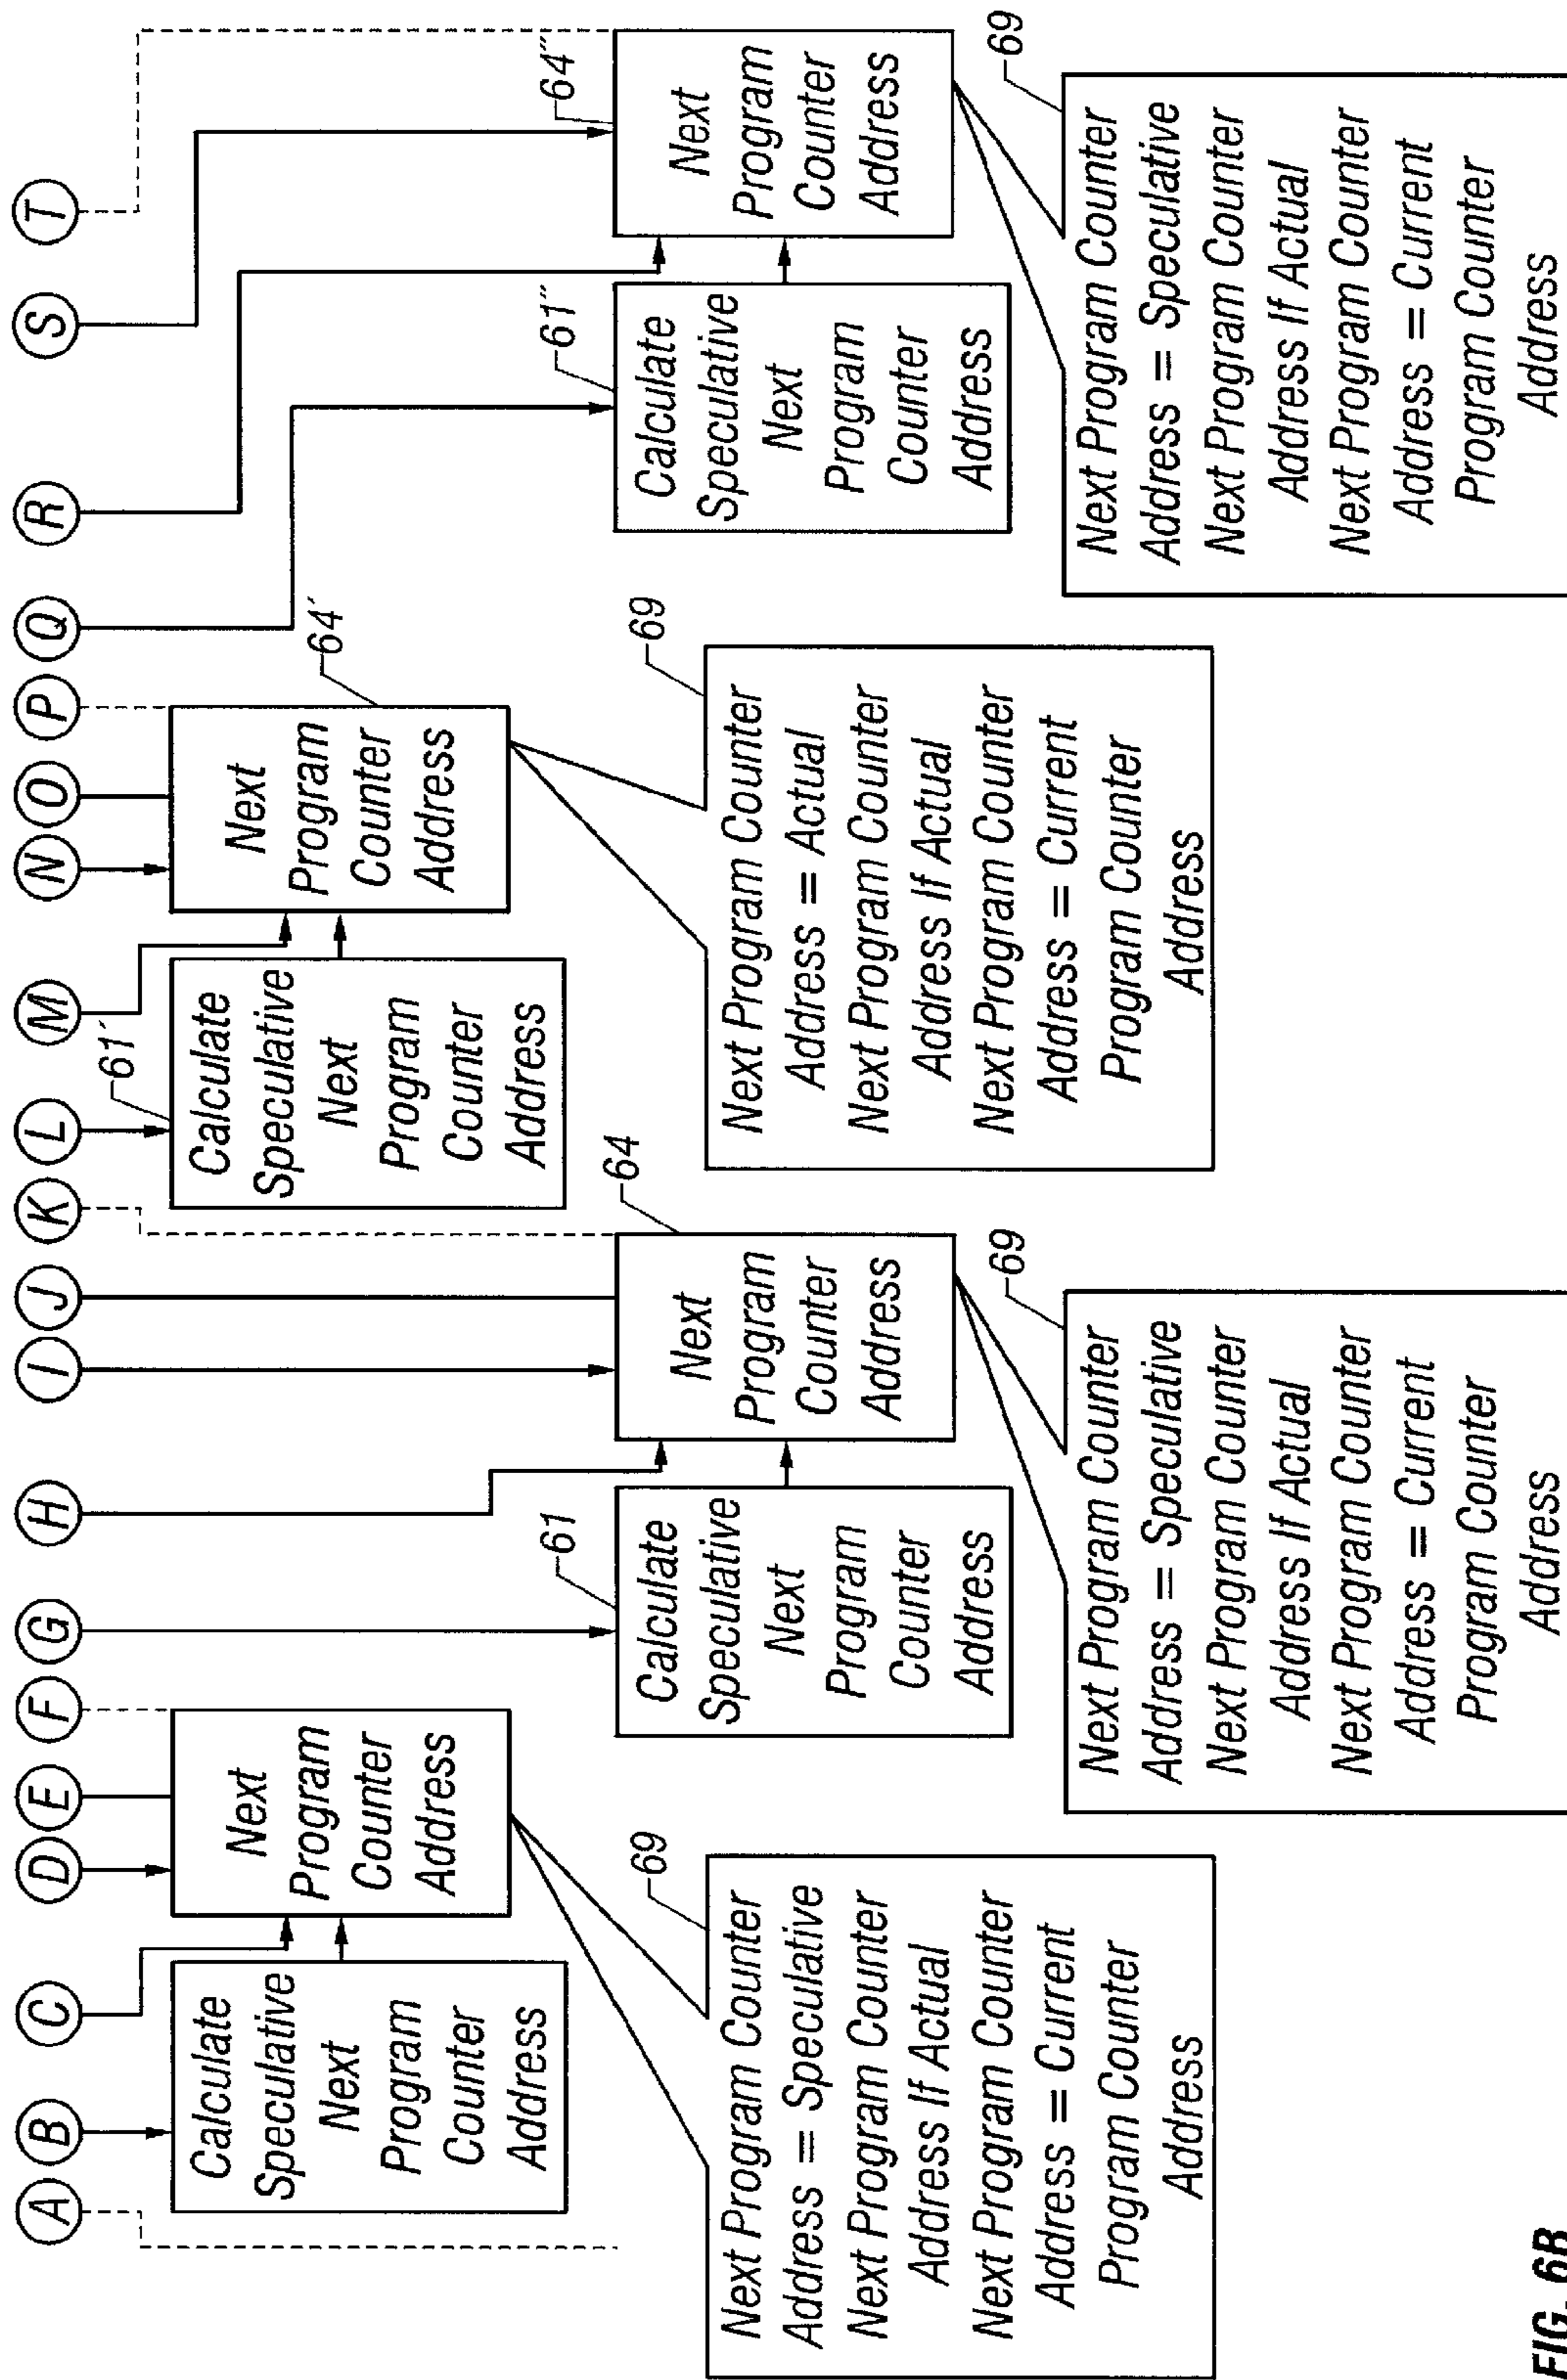 A
B
C
D
E
F
G
H
I
J
K
L
M
N
O
P
Q
R
S
T
Calculate
Speculative
Next
Program
Counter
Address
Next
Program
Counter
Address
69
Next Program Counter
Address = Speculative
Next Program Counter
Address If Actual
Next Program Counter
Address = Current
Program Counter
Address
61
Calculate
Speculative
Next
Program
Counter
Address
64
Next
Program
Counter
Address
69
Next Program Counter
Address = Speculative
Next Program Counter
Address If Actual
Next Program Counter
Address = Current
Program Counter
Address
61′
Calculate
Speculative
Next
Program
Counter
Address
64′
Next
Program
Counter
Address
69
Next Program Counter
Address = Actual
Next Program Counter
Address If Actual
Next Program Counter
Address = Current
Program Counter
Address
61″
Calculate
Speculative
Next
Program
Counter
Address
64″
Next
Program
Counter
Address
69
Next Program Counter
Address = Speculative
Next Program Counter
Address If Actual
Next Program Counter
Address = Current
Program Counter
Address
FIG. 6B